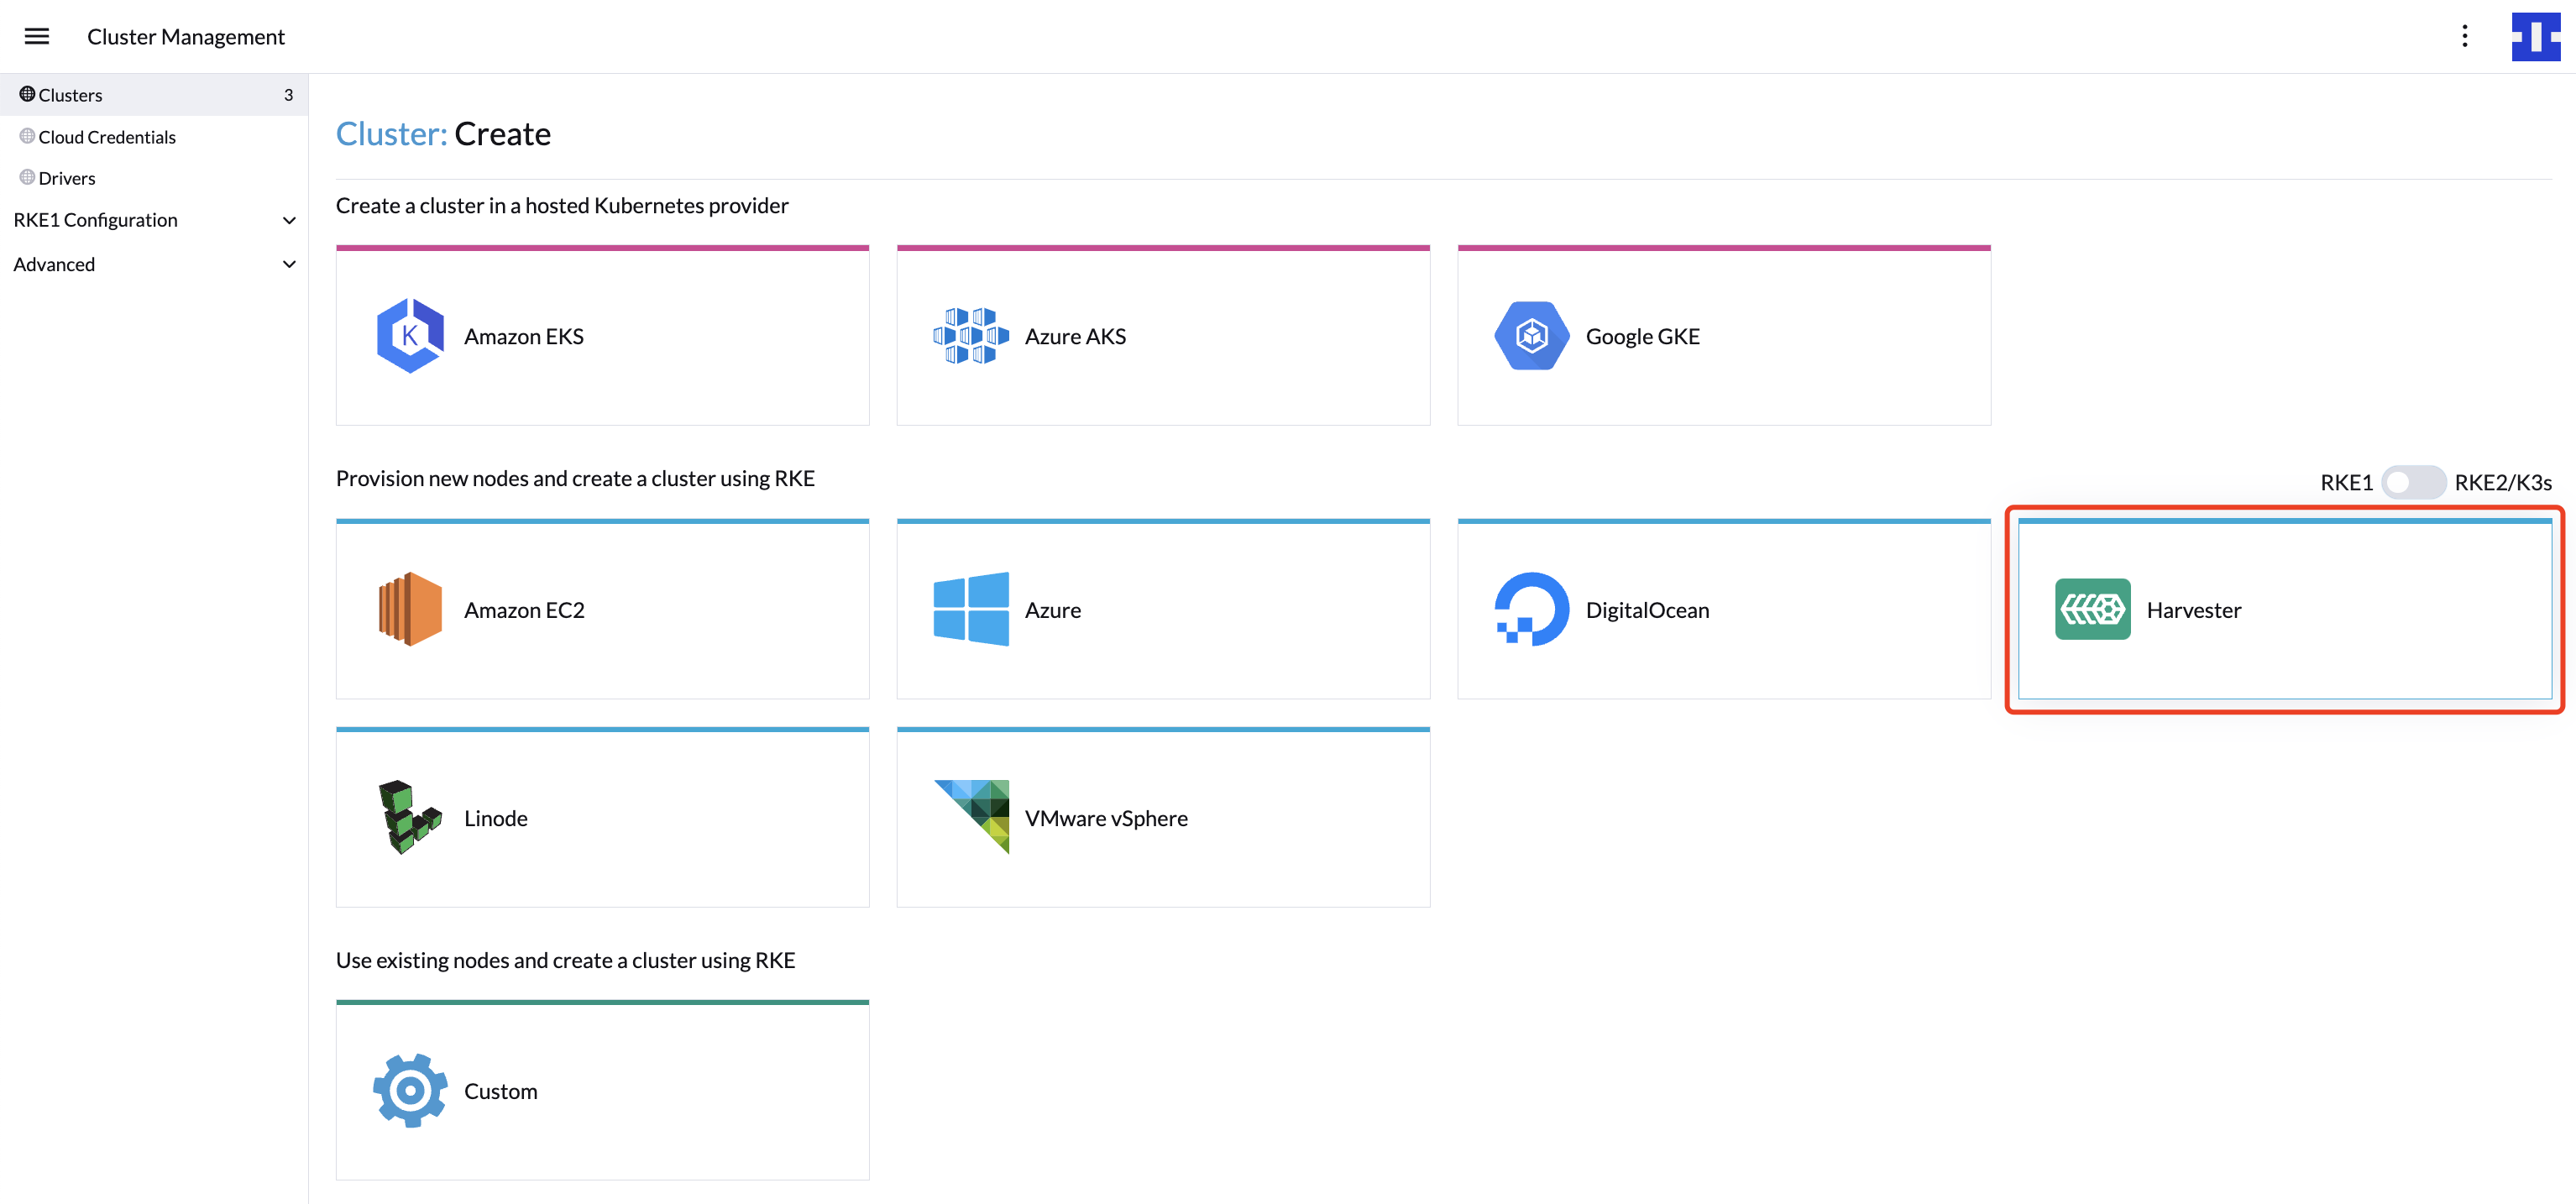 Cluster Management
Clusters 3
Cloud Credentials
Drivers
RKE1 Configuration
Advanced
Cluster: Create
Create a cluster in a hosted Kubernetes provider
K
Amazon EKS
Azure AKS
Google GKE
Provision new nodes and create a cluster using RKE
RKE1 RKE2/K3s
Amazon EC2
Azure
DigitalOcean
Harvester
Linode
VMware vSphere
Use existing nodes and create a cluster using RKE
Custom